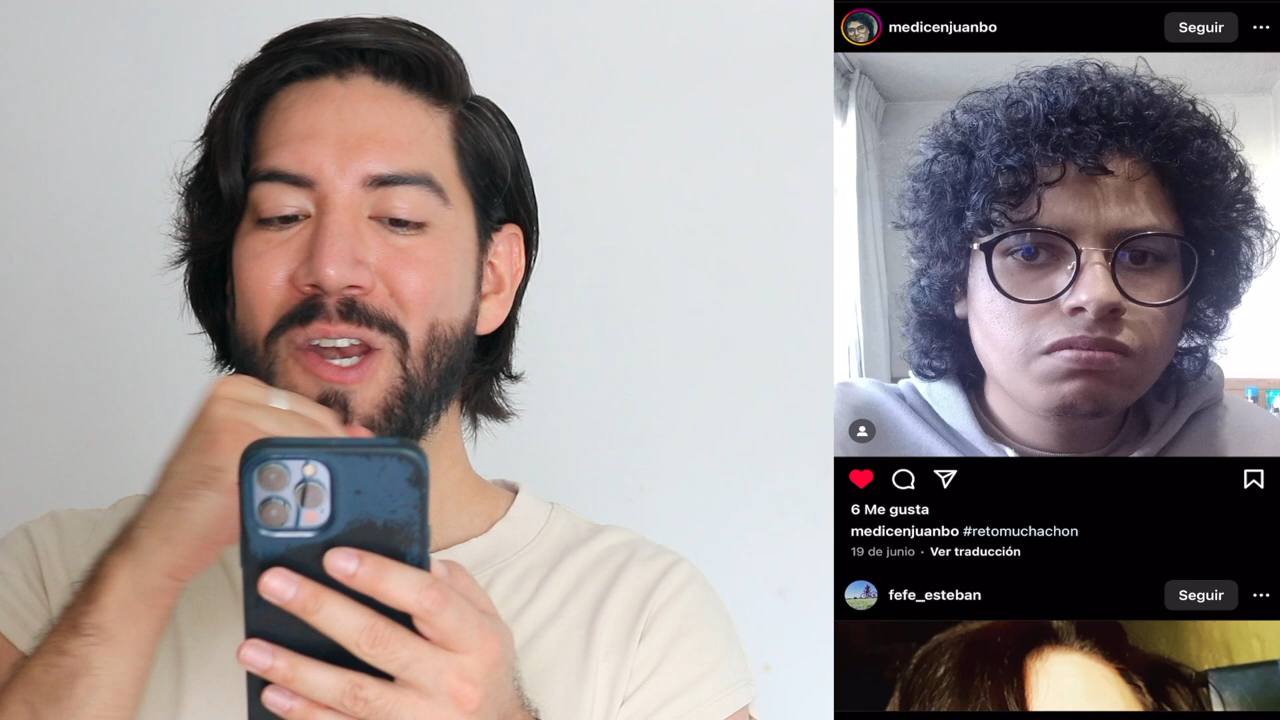 medicenjuanbo
Seguir
6 Me gusta
medicenjuanbo #retomuchachon
19 de junio • Ver traducción
fefe_esteban
Seguir